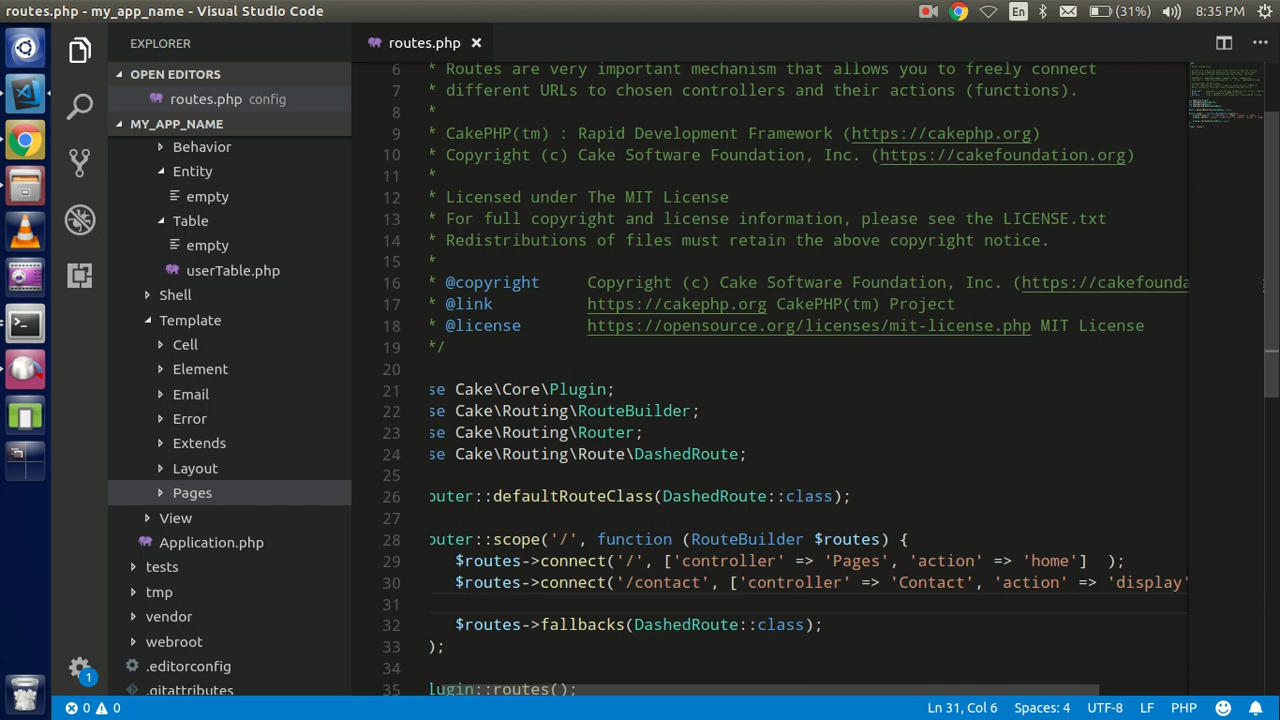 routes.php - my_app_name - Visual Studio Code
En
(31%)
8:35 PM
EXPLORER
routes.php
OPEN EDITORS
routes.php config
MY_APP_NAME
Behavior
Entity
empty
Table
empty
userTable.php
Shell
Template
Cell
Element
Email
Error
Extends
Layout
Pages
View
Application.php
tests
tmp
vendor
webroot
.editorconfig
.gitattributes
1
6 * Routes are very important mechanism that allows you to freely connect
7 * different URLs to chosen controllers and their actions (functions).
8 *
9 * CakePHP(tm) : Rapid Development Framework (https://cakephp.org)
10 * Copyright (c) Cake Software Foundation, Inc. (https://cakefoundation.org)
11 *
12 * Licensed under The MIT License
13 * For full copyright and license information, please see the LICENSE.txt
14 * Redistributions of files must retain the above copyright notice.
15 *
16 * @copyright Copyright (c) Cake Software Foundation, Inc. (https://cakefounda
17 * @link https://cakephp.org CakePHP(tm) Project
18 * @license https://opensource.org/licenses/mit-license.php MIT License
19 */
20
21 se Cake\Core\Plugin;
22 se Cake\Routing\RouteBuilder;
23 se Cake\Routing\Router;
24 se Cake\Routing\Route\DashedRoute;
25
26 outer::defaultRouteClass(DashedRoute::class);
27
28 outer::scope('/', function (RouteBuilder $routes) {
29 $routes->connect('/', ['controller' => 'Pages', 'action' => 'home'] );
30 $routes->connect('/contact', ['controller' => 'Contact', 'action' => 'display'
31
32 $routes->fallbacks(DashedRoute::class);
33 );
34
35 lugin::routes();
0 0
Ln 31, Col 6
Spaces: 4
UTF-8
LF
PHP